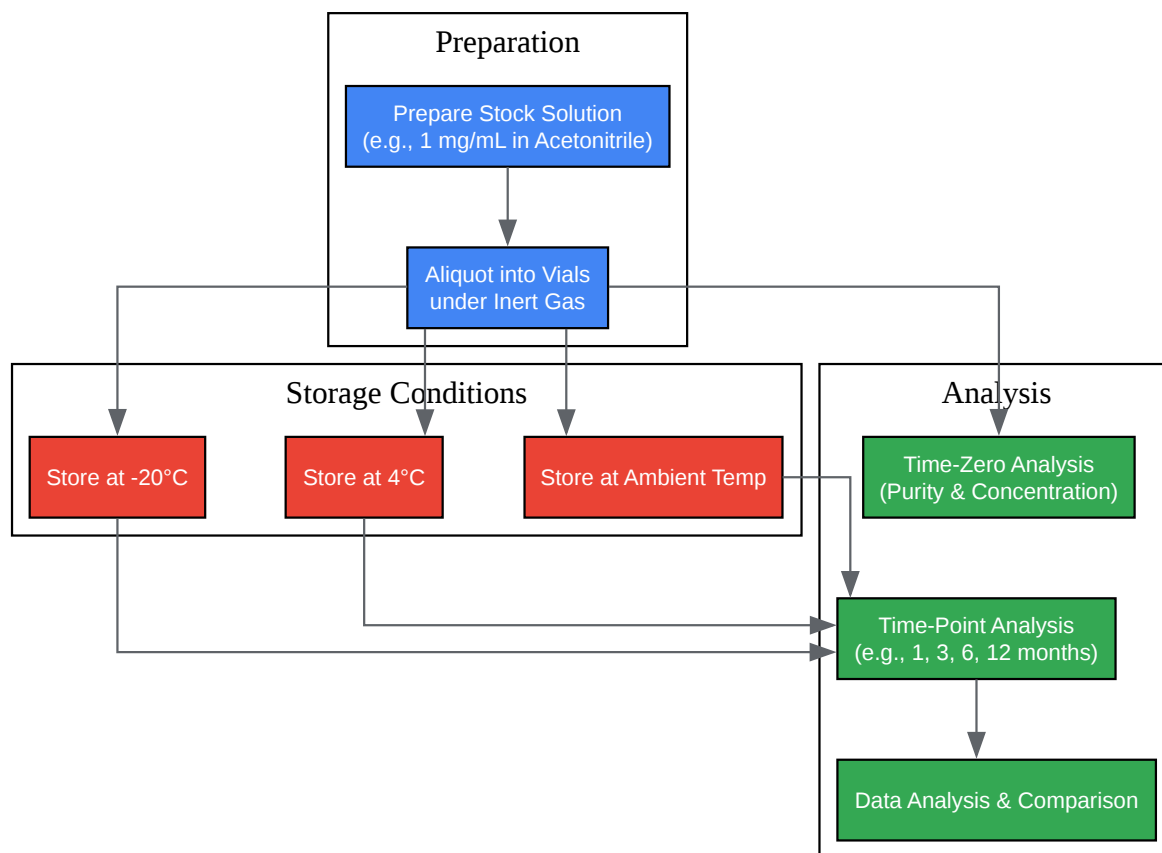 Preparation
Prepare Stock Solution
(e.g., 1 mg/mL in Acetonitrile)
Aliquot into Vials
under Inert Gas
Storage Conditions
Store at -20°C
Store at 4°C
Store at Ambient Temp
Analysis
Time-Zero Analysis
(Purity & Concentration)
Time-Point Analysis
(e.g., 1, 3, 6, 12 months)
Data Analysis & Comparison